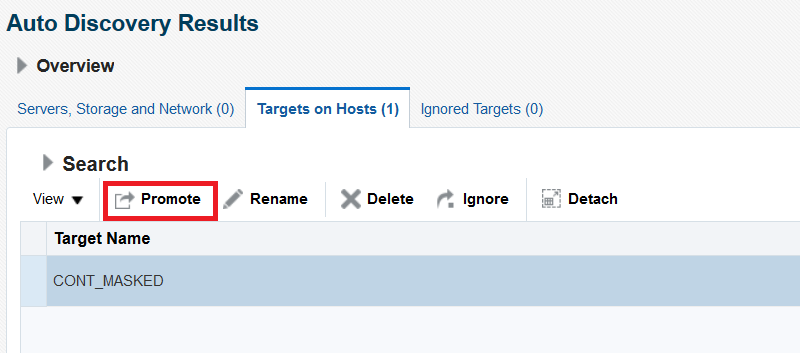 Auto Discovery Results
Overview
Servers, Storage and Network (0) Targets on Hosts (1) Ignored Targets (0)
Search
View Promote Rename Delete Ignore Detach
Target Name
CONT_MASKED